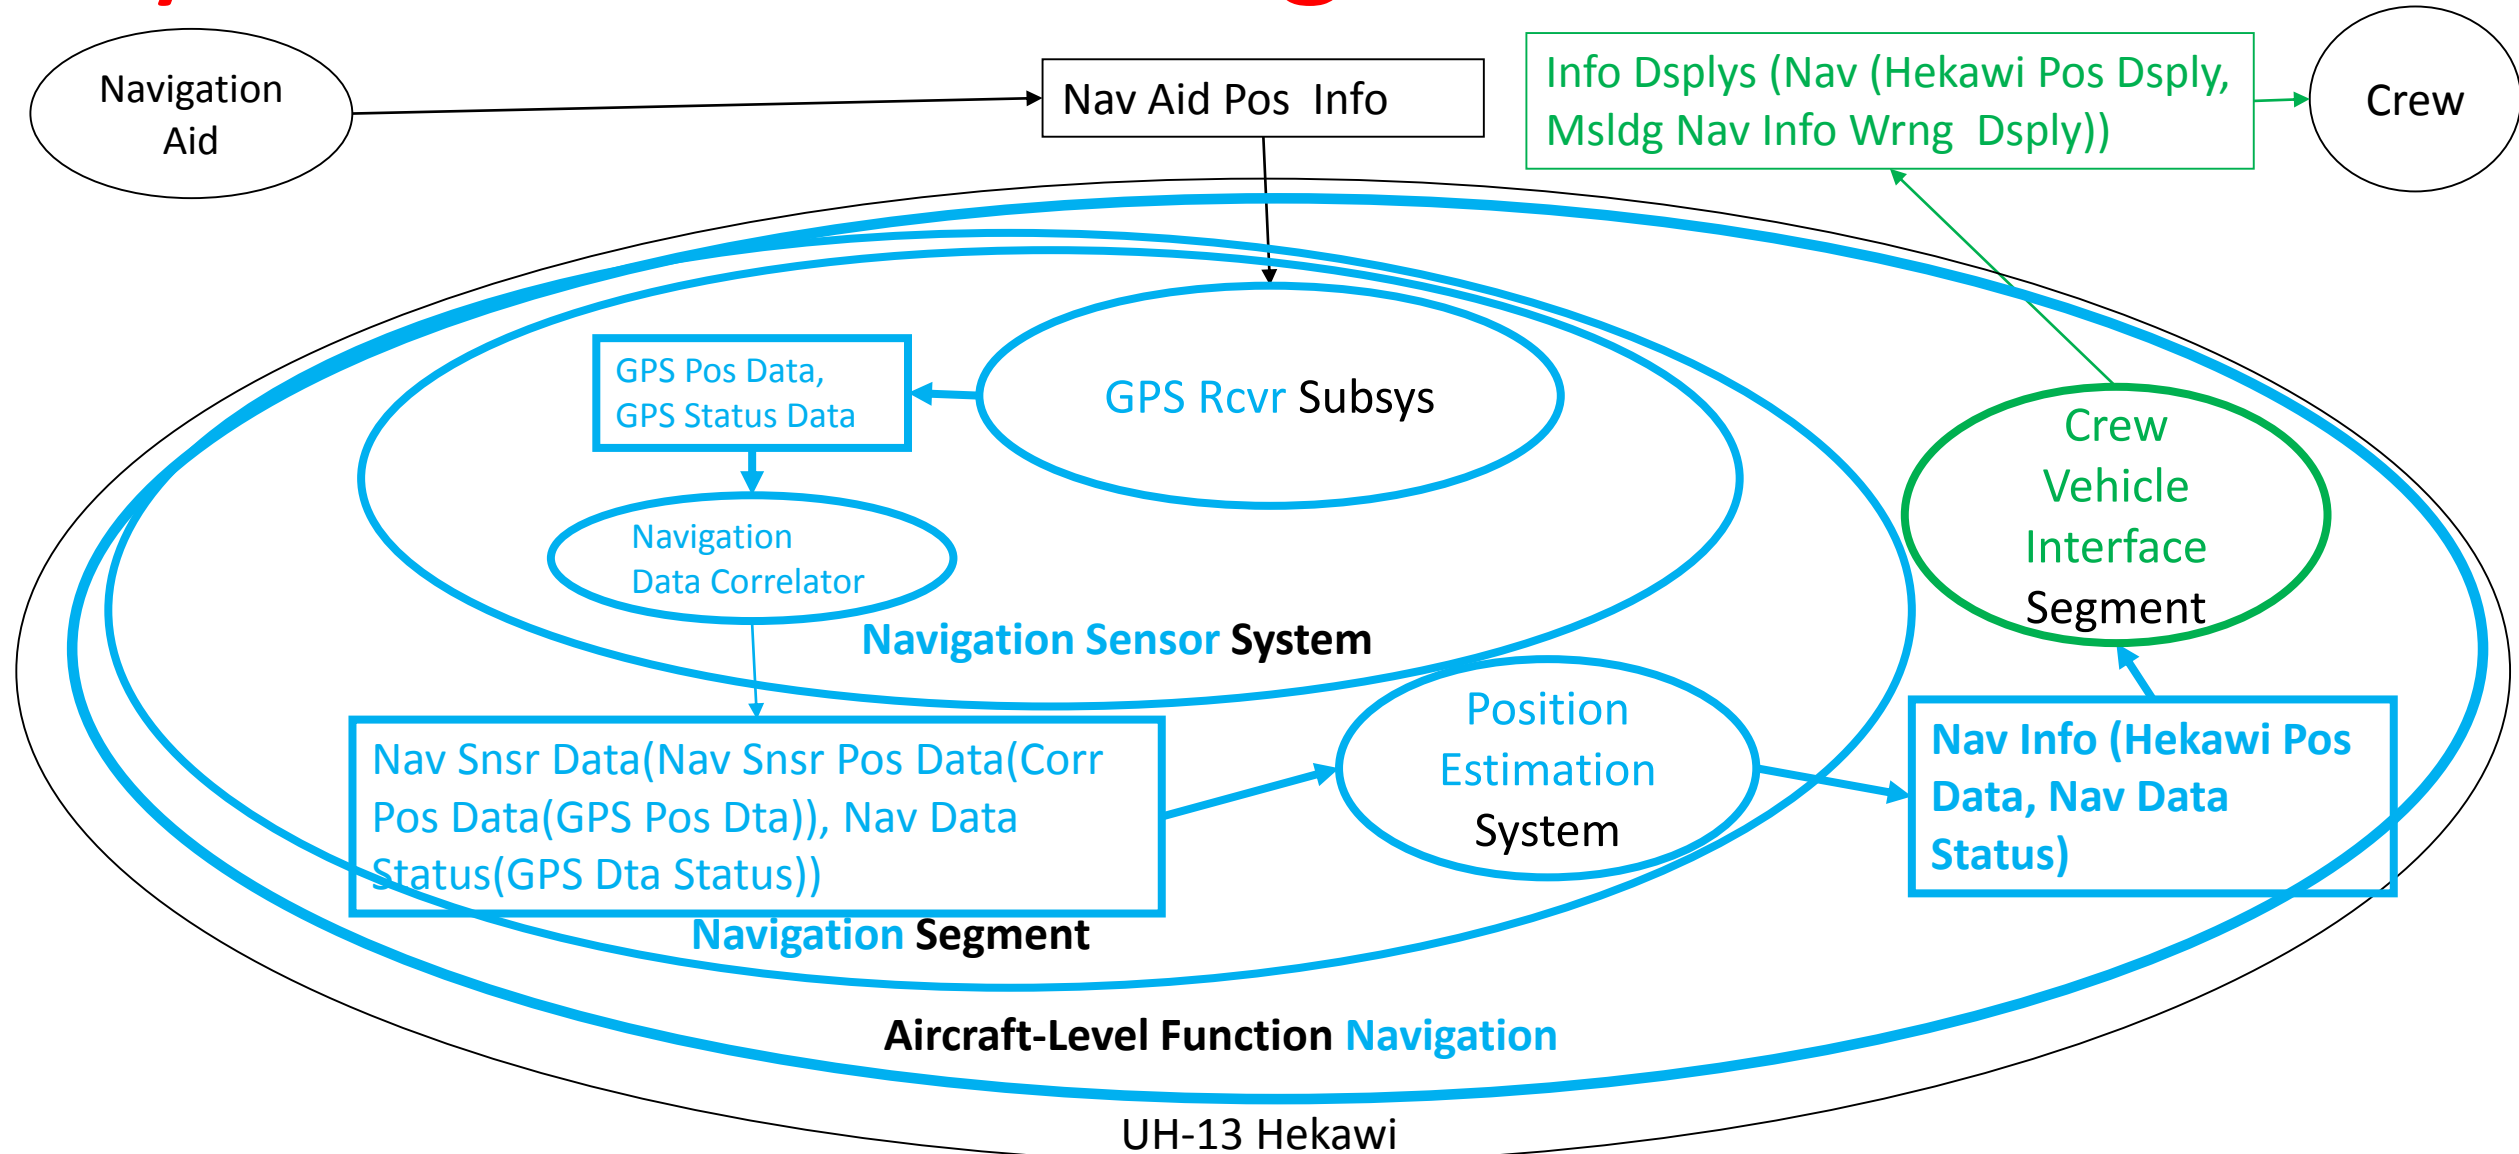 Navigation
Aid
Nav Aid Pos  Info
Info Dsplys (Nav (Hekawi Pos Dsply,
Msldg Nav Info Wrng  Dsply))
Crew
GPS Pos Data,
GPS Status Data
GPS Rcvr Subsys
Crew
Vehicle
Interface
Segment
Navigation
Data Correlator
Navigation Sensor System
Position
Estimation
System
Nav Snsr Data(Nav Snsr Pos Data(Corr
Pos Data(GPS Pos Dta)), Nav Data
Status(GPS Dta Status))
Nav Info (Hekawi Pos
Data, Nav Data
Status)
Navigation Segment
Aircraft-Level Function Navigation
UH-13 Hekawi